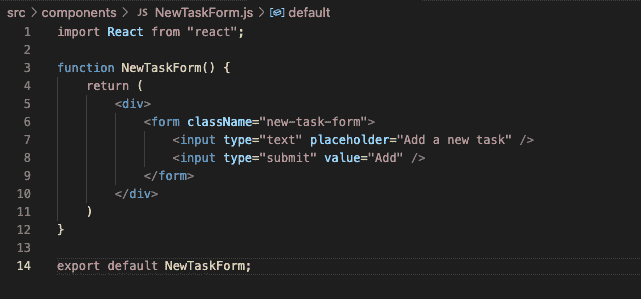 src > components > JS NewTaskForm.js > default
1 import React from "react";
2
3 function NewTaskForm() {
4     return (
5         <div>
6             <form className="new-task-form">
7                 <input type="text" placeholder="Add a new task" />
8                 <input type="submit" value="Add" />
9             </form>
10         </div>
11     )
12 }
13
14 export default NewTaskForm;